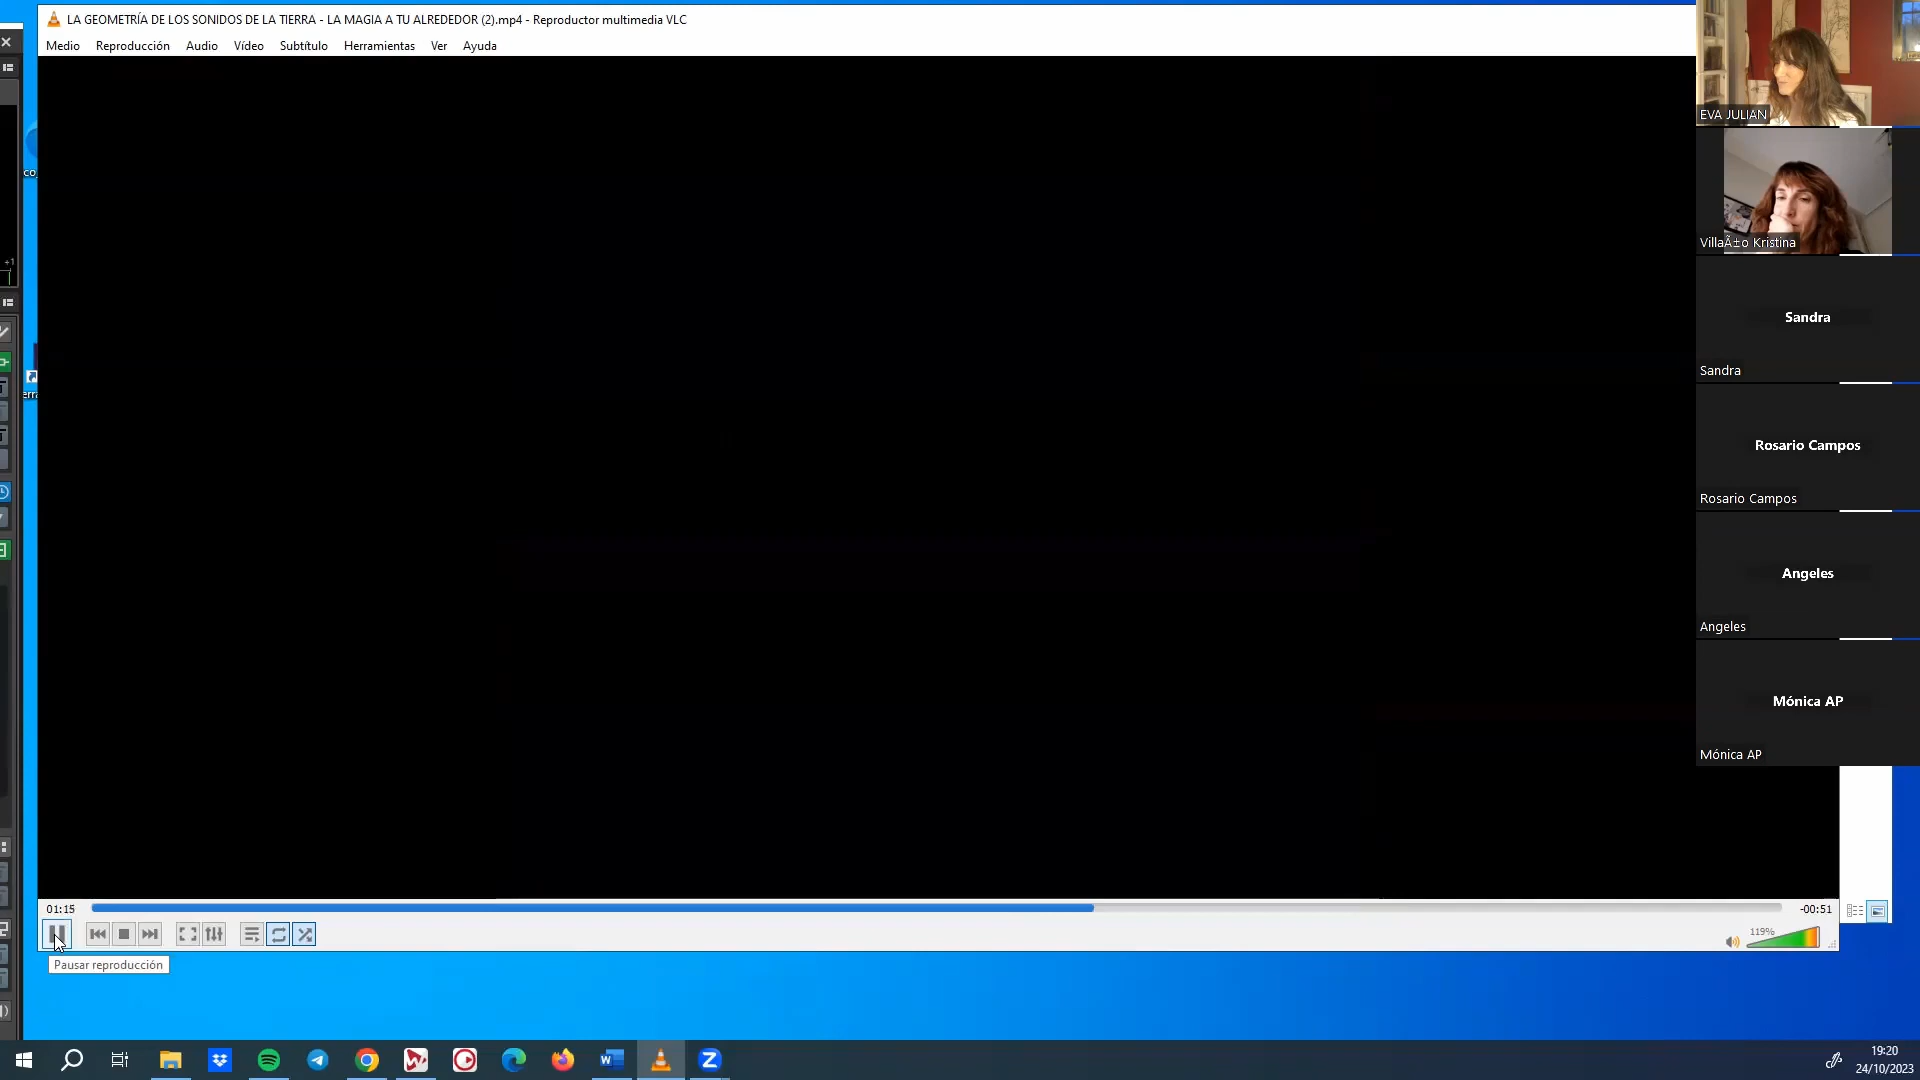 LA GEOMETRÍA DE LOS SONIDOS DE LA TIERRA - LA MAGIA A TU ALREDEDOR (2).mp4 - Reproductor multimedia VLC
Medio Reproducción Audio Vídeo Subtítulo Herramientas Ver Ayuda
EVA JULIAN
VillaÃ±o Kristina
Sandra
Sandra
Rosario Campos
Rosario Campos
Angeles
Angeles
Mónica AP
Mónica AP
+1
01:15
-00:51
119%
Pausar reproducción
19:20
24/10/2023